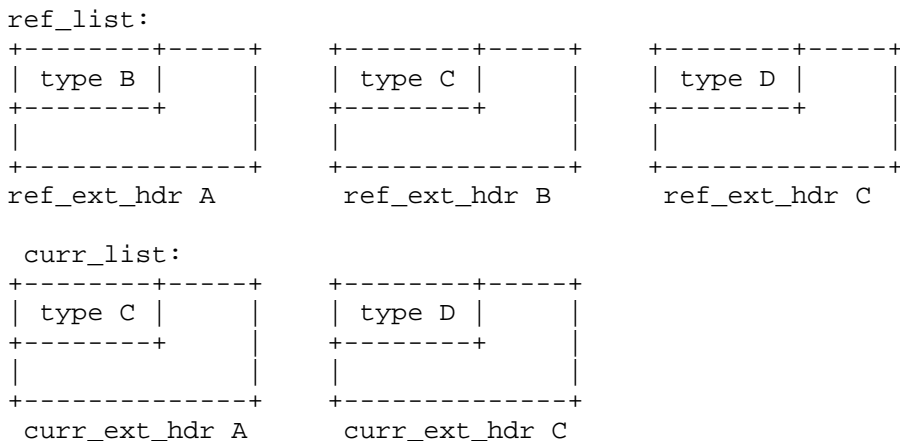 ref_list:
+--------+-----+    +--------+-----+    +--------+-----+
| type B |     |    | type C |     |    | type D |     |
+--------+     |    +--------+     |    +--------+     |
|              |    |              |    |              |
+--------------+    +--------------+    +--------------+
ref_ext_hdr A        ref_ext_hdr B       ref_ext_hdr C
curr_list:
+--------+-----+    +--------+-----+
| type C |     |    | type D |     |
+--------+     |    +--------+     |
|              |    |              |
+--------------+    +--------------+
curr_ext_hdr A      curr_ext_hdr C